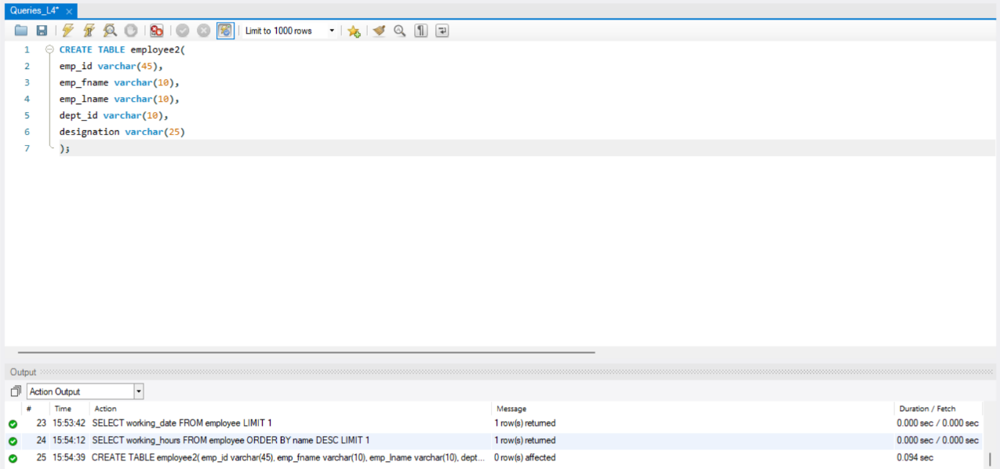 Queries_L4*
Limit to 1000 rows
1 CREATE TABLE employee2(
2 emp_id varchar(45),
3 emp_fname varchar(10),
4 emp_lname varchar(10),
5 dept_id varchar(10),
6 designation varchar(25)
7 );
Output
Action Output
# Time Action Message Duration / Fetch
23 15:53:42 SELECT working_date FROM employee LIMIT 1 1 row(s) returned 0.000 sec / 0.000 sec
24 15:54:12 SELECT working_hours FROM employee ORDER BY name DESC LIMIT 1 1 row(s) returned 0.000 sec / 0.000 sec
25 15:54:39 CREATE TABLE employee2( emp_id varchar(45), emp_fname varchar(10), emp_lname varchar(10), dept... 0 row(s) affected 0.094 sec